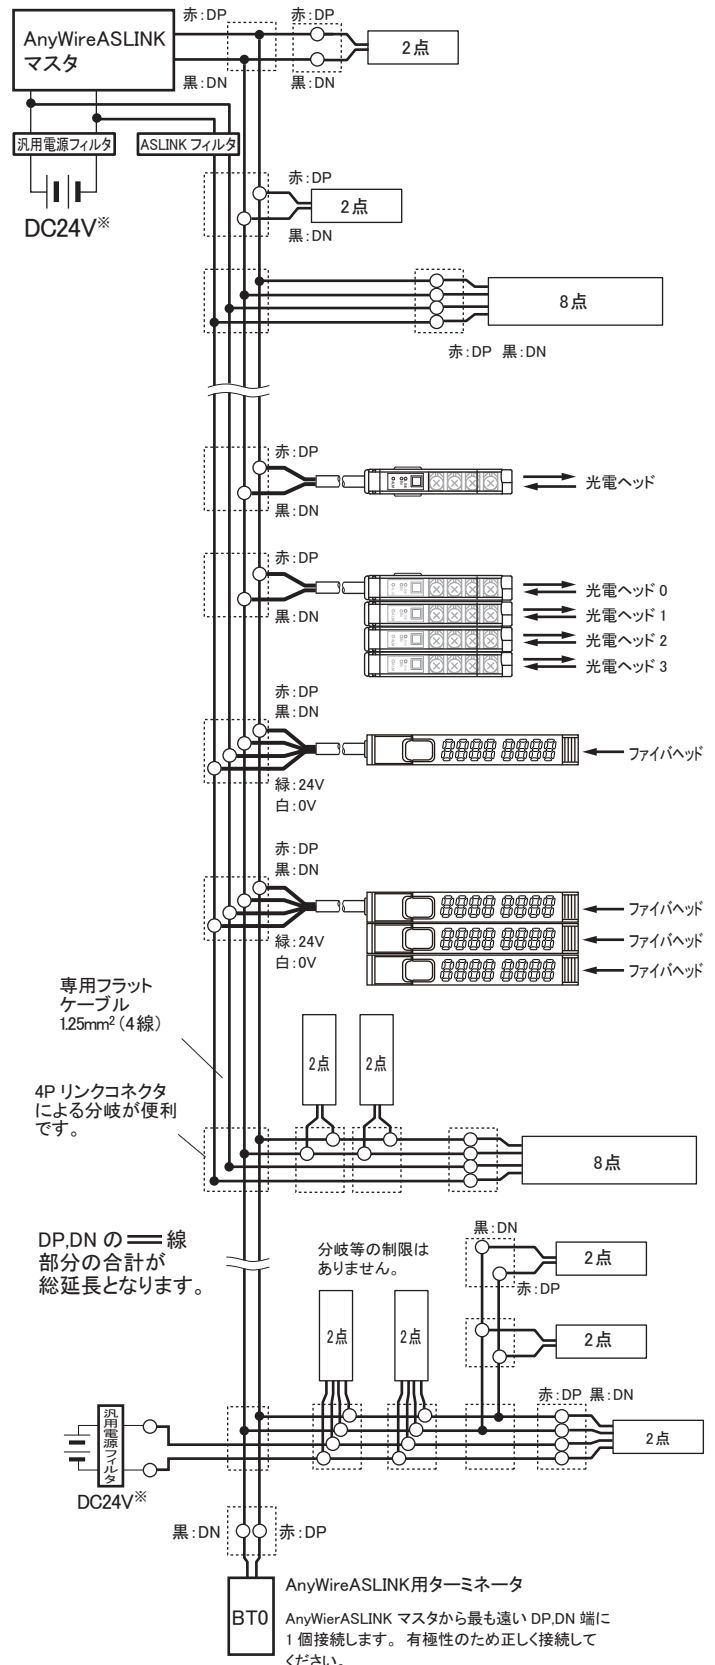 赤:DP
赤:DP
AnyWireASLINK
マスタ
2点
黒:DN
黒:DN
汎用電源フィルタ
ASLINK フィルタ
DC24V※
赤:DP
2点
黒:DN
8点
赤:DP 黒:DN
赤:DP
光電ヘッド
黒:DN
赤:DP
光電ヘッド 0
黒:DN
光電ヘッド 1
光電ヘッド 2
光電ヘッド 3
赤:DP
黒:DN
ファイバヘッド
緑:24V
白:0V
赤:DP
黒:DN
ファイバヘッド
緑:24V
ファイバヘッド
白:0V
ファイバヘッド
専用フラット
ケーブル
1.25mm²(4線)
2点
2点
4P リンクコネクタ
による分岐が便利
です。
8点
DP,DN の 線
部分の合計が
総延長となります。
分岐等の制限は
ありません。
黒:DN
2点
赤:DP
2点
2点
2点
赤:DP 黒:DN
汎用電源フィルタ
2点
DC24V※
黒:DN
赤:DP
BT0
AnyWireASLINK用ターミネータ
AnyWierASLINK マスタから最も遠い DP,DN 端に
1 個接続します。 有極性のため正しく接続して
ください。